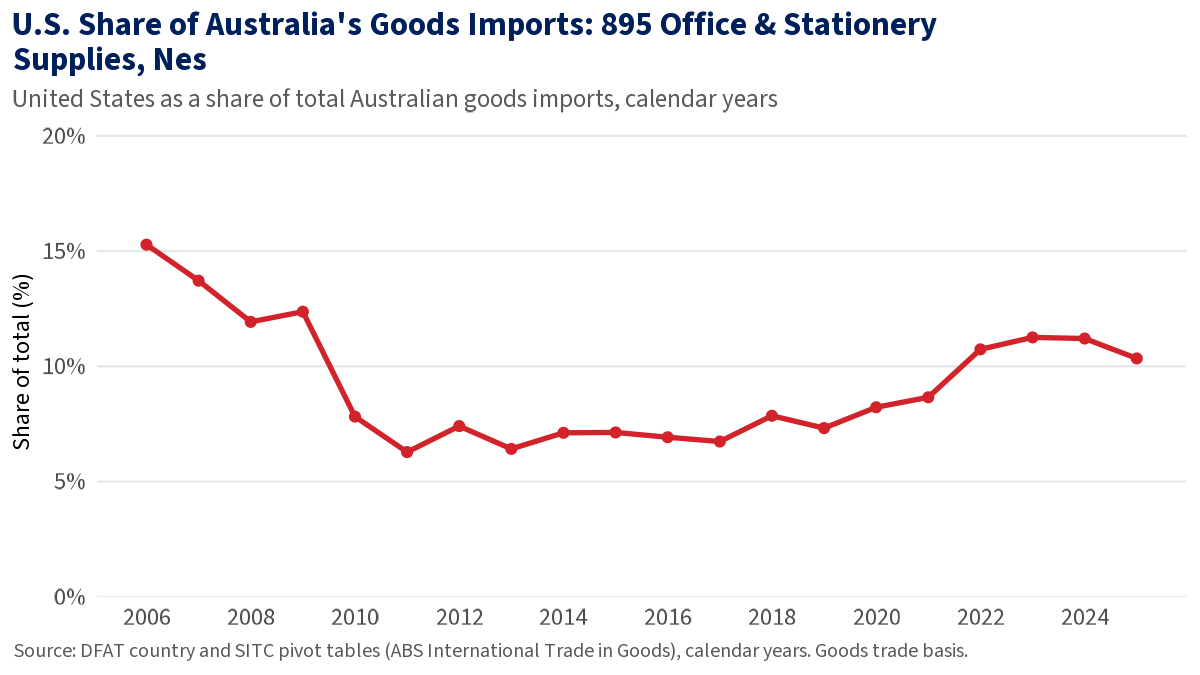 U.S. Share of Australia's Goods Imports: 895 Office & Stationery
Supplies, Nes
United States as a share of total Australian goods imports, calendar years
20%
15%
10%
5%
0%
Share of total (%)
2006 2008 2010 2012 2014 2016 2018 2020 2022 2024
Source: DFAT country and SITC pivot tables (ABS International Trade in Goods), calendar years. Goods trade basis.